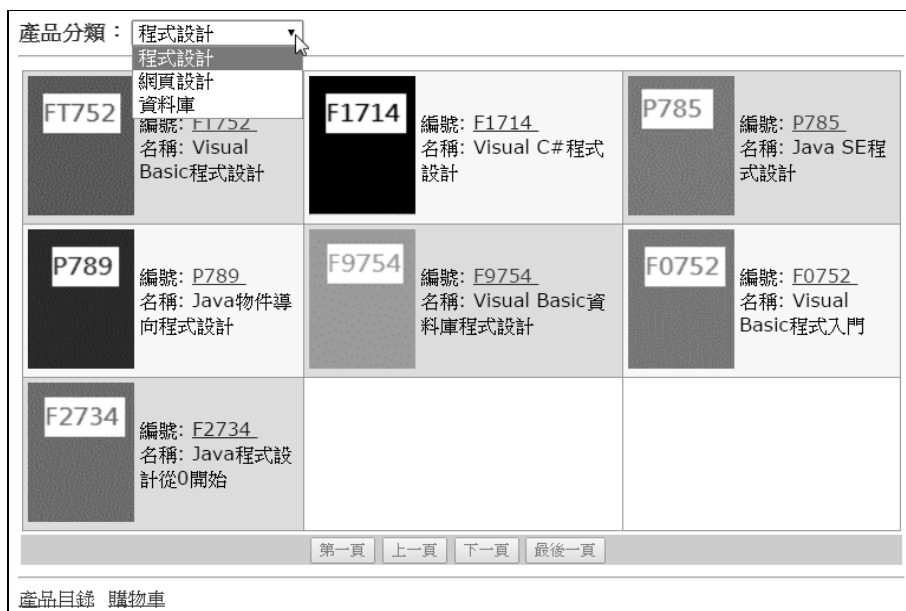 產品分類： 程式設計
程式設計
網頁設計
資料庫
FT752
編號: FT752
名稱: Visual
Basic程式設計
F1714
編號: F1714
名稱: Visual C#程式
設計
P785
編號: P785
名稱: Java SE程
式設計
P789
編號: P789
名稱: Java物件導
向程式設計
F9754
編號: F9754
名稱: Visual Basic資
料庫程式設計
F0752
編號: F0752
名稱: Visual
Basic程式入門
F2734
編號: F2734
名稱: Java程式設
計從0開始
第一頁 上一頁 下一頁 最後一頁
產品目錄 購物車